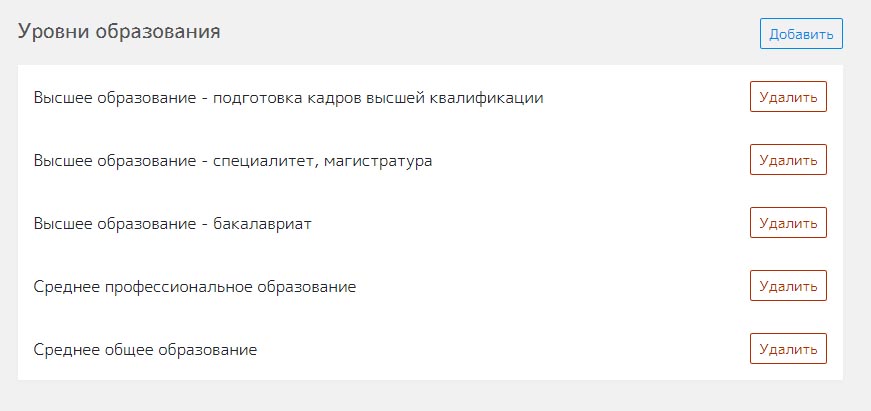 Уровни образования
Добавить
Высшее образование - подготовка кадров высшей квалификации
Удалить
Высшее образование - специалитет, магистратура
Удалить
Высшее образование - бакалавриат
Удалить
Среднее профессиональное образование
Удалить
Среднее общее образование
Удалить